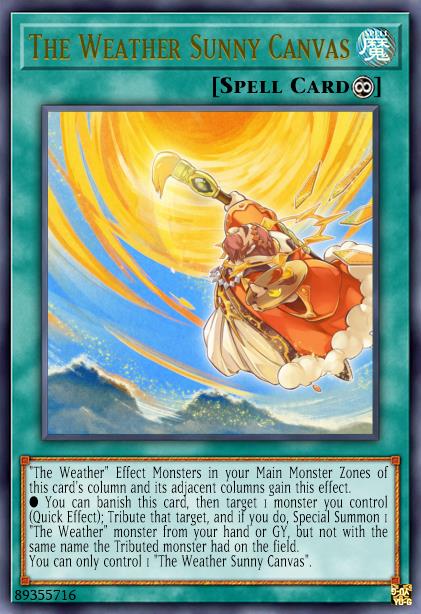 The Weather Sunny Canvas
SPELL
魔
[Spell Card]
"The Weather" Effect Monsters in your Main Monster Zones of
this card's column and its adjacent columns gain this effect.
● You can banish this card, then target 1 monster you control
(Quick Effect); Tribute that target, and if you do, Special Summon 1
"The Weather" monster from your hand or GY, but not with the
same name the Tributed monster had on the field.
You can only control 1 "The Weather Sunny Canvas".
89355716